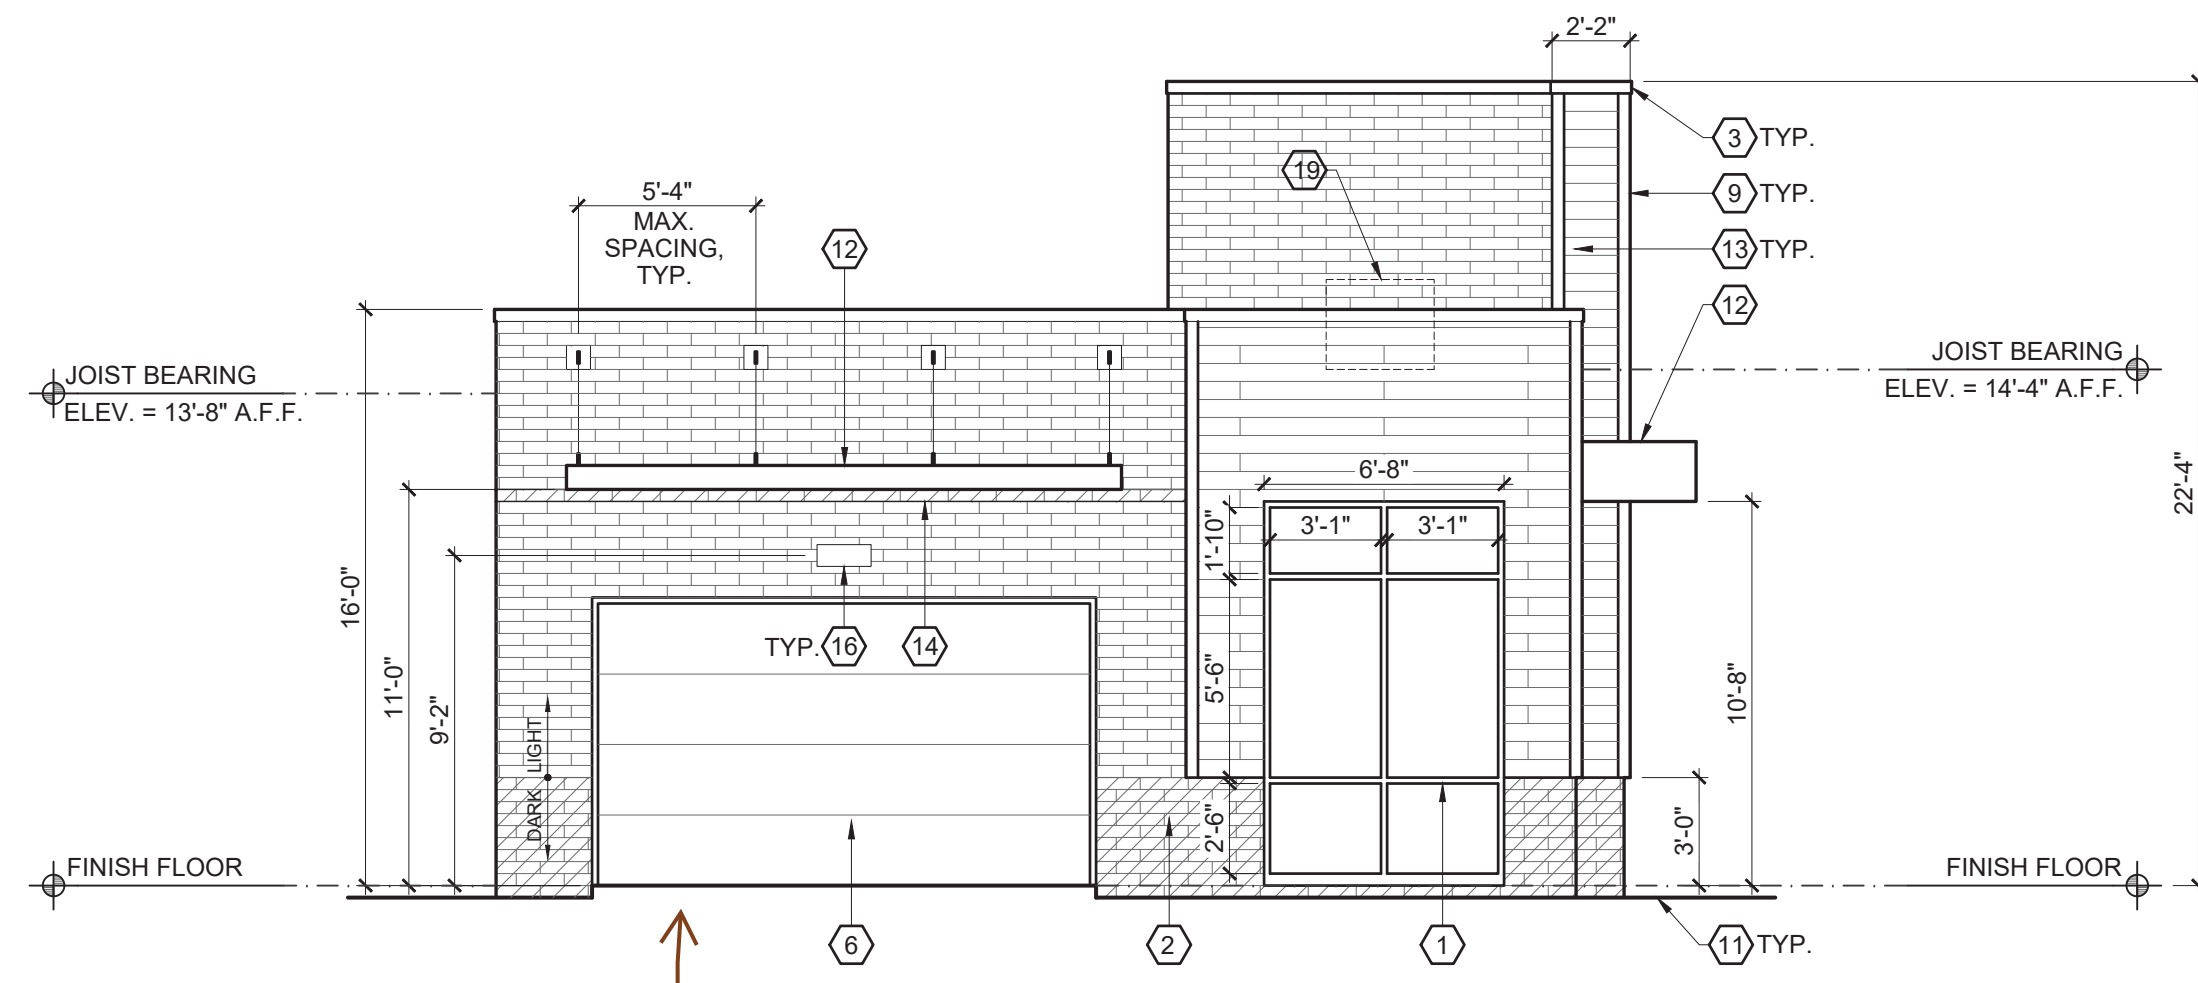 2'-2"
3 TYP.
19
9 TYP.
5'-4"
MAX.
SPACING,
TYP.
12
13 TYP.
12
JOIST BEARING
ELEV. = 13'-8" A.F.F.
JOIST BEARING
ELEV. = 14'-4" A.F.F.
6'-8"
22'-4"
1'-10"
3'-1"
3'-1"
16'-0"
11'-0"
9'-2"
TYP. 16
14
5'-6"
10'-8"
LIGHT
DARK
2'-6"
3'-0"
FINISH FLOOR
FINISH FLOOR
6
2
1
11 TYP.